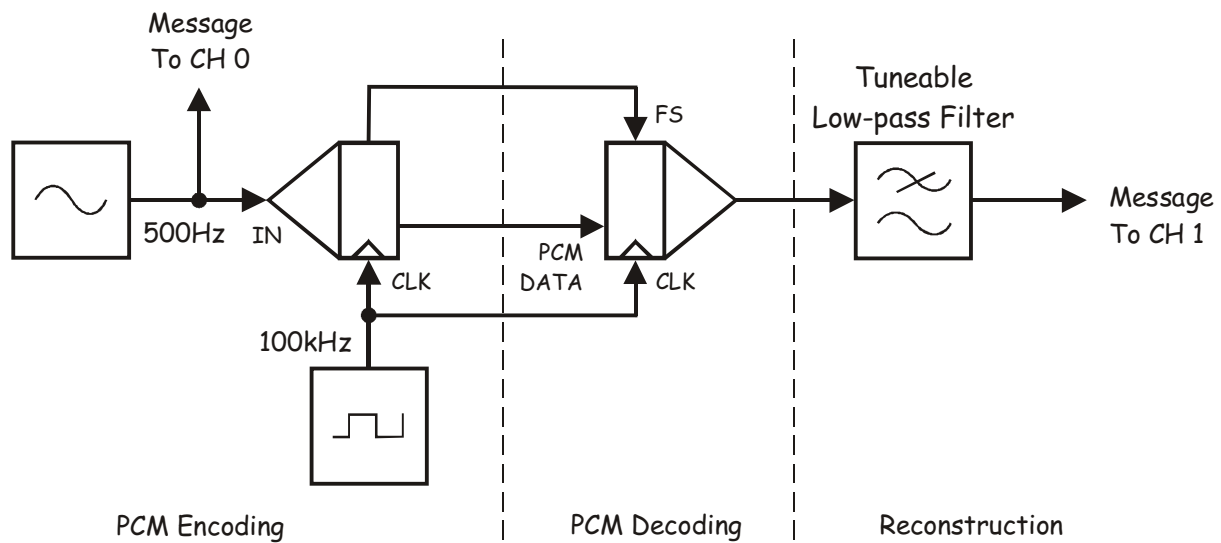 Message
To CH 0
Tuneable
Low-pass Filter
FS
500Hz
IN
Message
To CH 1
PCM
DATA
CLK
CLK
100kHz
PCM Encoding
PCM Decoding
Reconstruction